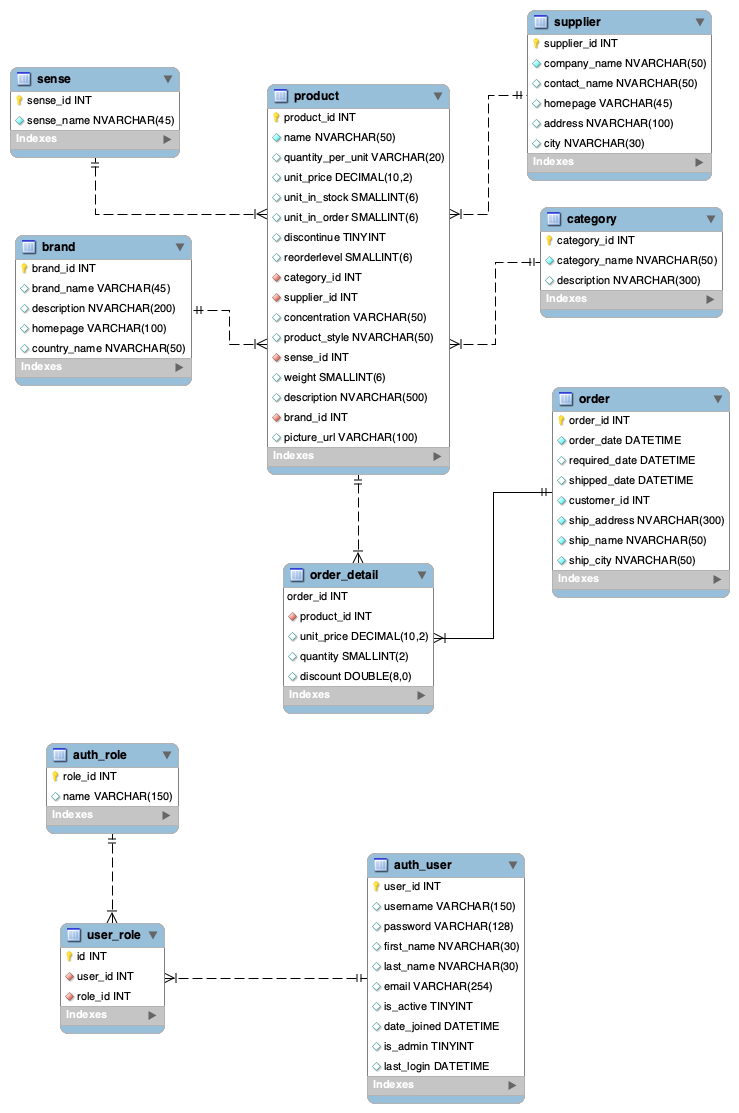 sense
sense_id INT
sense_name NVARCHAR(45)
Indexes
product
product_id INT
name NVARCHAR(50)
quantity_per_unit VARCHAR(20)
unit_price DECIMAL(10,2)
unit_in_stock SMALLINT(6)
unit_in_order SMALLINT(6)
discontinue TINYINT
reorderlevel SMALLINT(6)
category_id INT
supplier_id INT
concentration VARCHAR(50)
product_style NVARCHAR(50)
sense_id INT
weight SMALLINT(6)
description NVARCHAR(500)
brand_id INT
picture_url VARCHAR(100)
Indexes
supplier
supplier_id INT
company_name NVARCHAR(50)
contact_name NVARCHAR(50)
homepage VARCHAR(45)
address NVARCHAR(100)
city NVARCHAR(30)
Indexes
brand
brand_id INT
brand_name VARCHAR(45)
description NVARCHAR(200)
homepage VARCHAR(100)
country_name NVARCHAR(50)
Indexes
category
category_id INT
category_name NVARCHAR(50)
description NVARCHAR(300)
Indexes
order
order_id INT
order_date DATETIME
required_date DATETIME
shipped_date DATETIME
customer_id INT
ship_address NVARCHAR(300)
ship_name NVARCHAR(50)
ship_city NVARCHAR(50)
Indexes
order_detail
order_id INT
product_id INT
unit_price DECIMAL(10,2)
quantity SMALLINT(2)
discount DOUBLE(8,0)
Indexes
auth_role
role_id INT
name VARCHAR(150)
Indexes
user_role
id INT
user_id INT
role_id INT
Indexes
auth_user
user_id INT
username VARCHAR(150)
password VARCHAR(128)
first_name NVARCHAR(30)
last_name NVARCHAR(30)
email VARCHAR(254)
is_active TINYINT
date_joined DATETIME
is_admin TINYINT
last_login DATETIME
Indexes